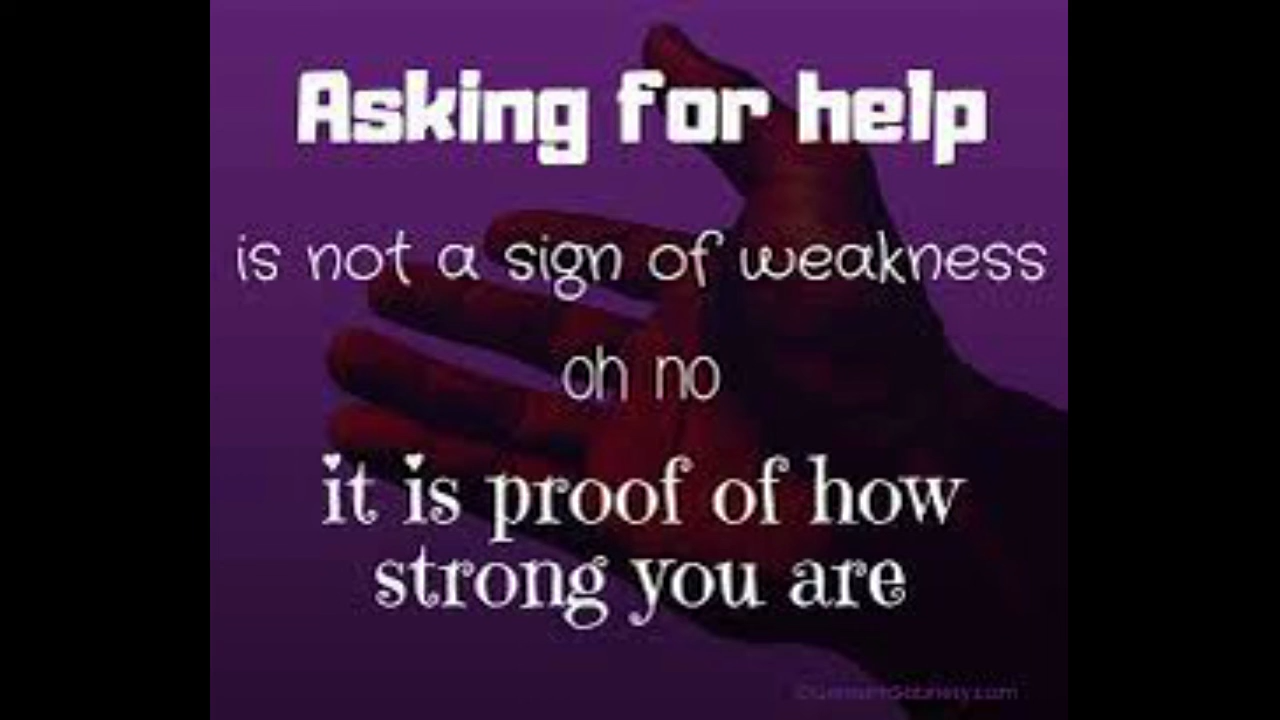 Asking for help
is not a sign of weakness
oh no
it is proof of how
strong you are